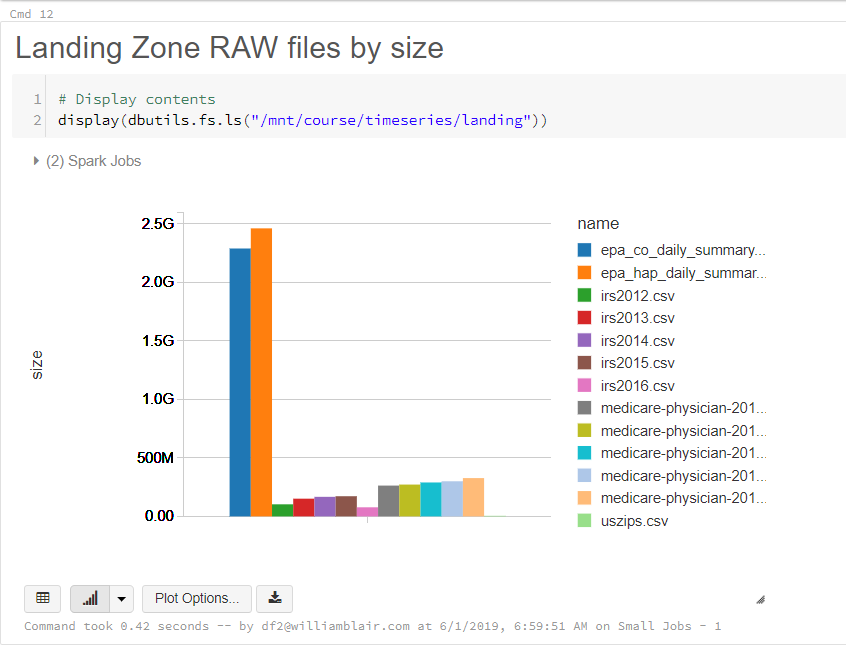 Cmd 12
Landing Zone RAW files by size
1 # Display contents
2 display(dbutils.fs.ls("/mnt/course/timeseries/landing"))
(2) Spark Jobs
2.5G
2.0G
1.5G
1.0G
500M
0.00
size
name
epa_co_daily_summary...
epa_hap_daily_summar...
irs2012.csv
irs2013.csv
irs2014.csv
irs2015.csv
irs2016.csv
medicare-physician-201...
medicare-physician-201...
medicare-physician-201...
medicare-physician-201...
medicare-physician-201...
uszips.csv
Plot Options...
Command took 0.42 seconds -- by df2@williamblair.com at 6/1/2019, 6:59:51 AM on Small Jobs - 1